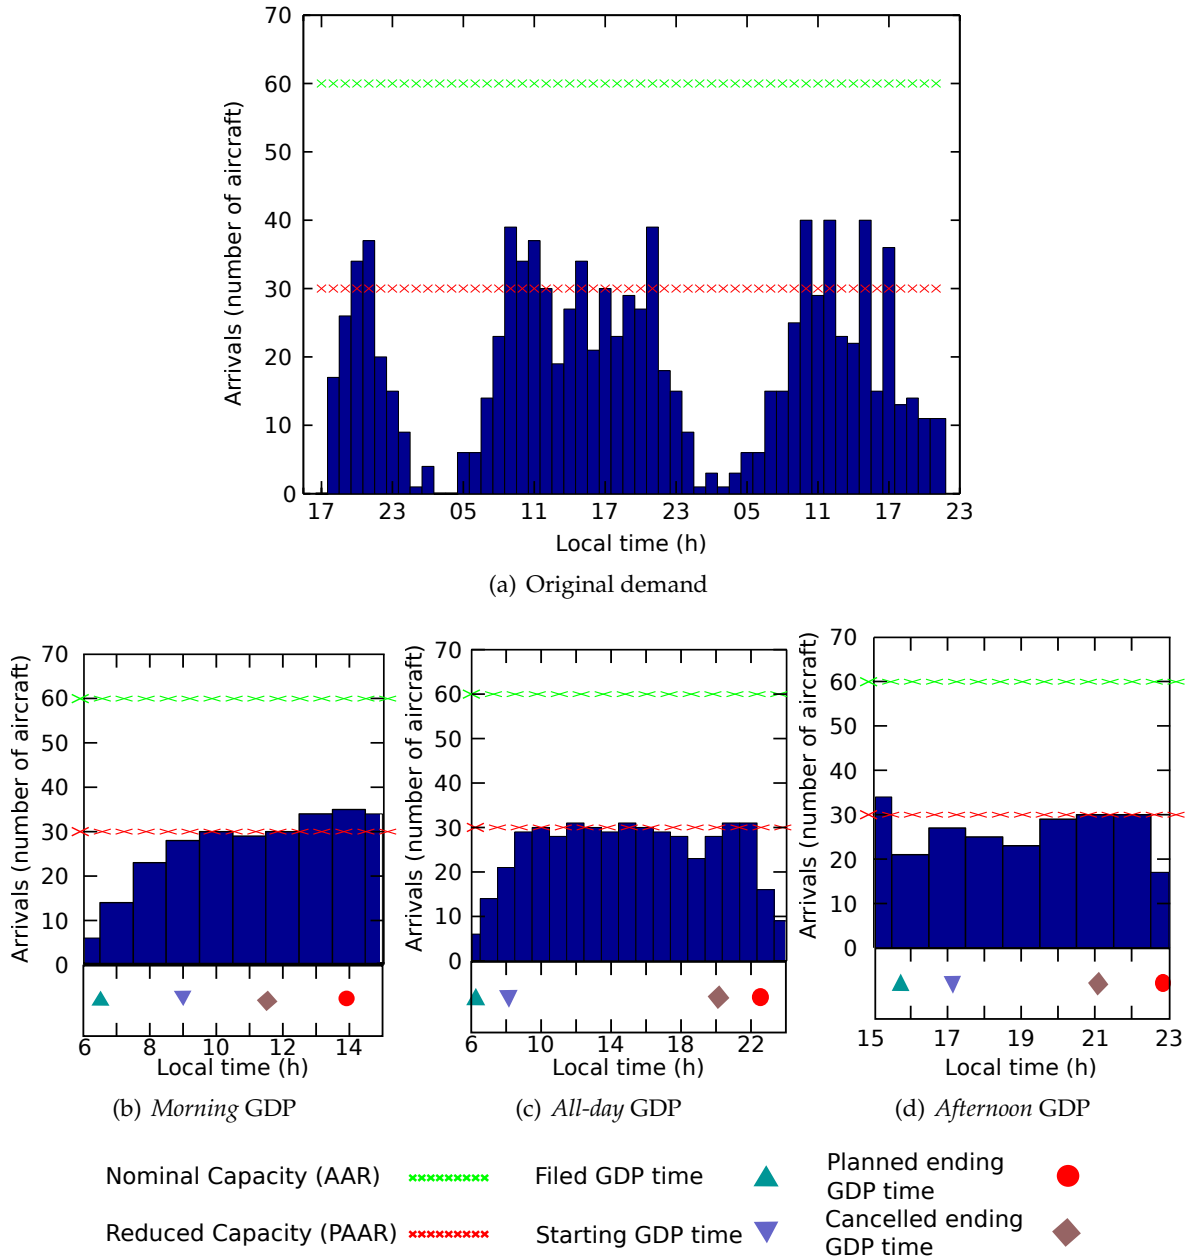 70
60
50
40
30
20
10
0
Arrivals (number of aircraft)
17 23 05 11 17 23 05 11 17 23
Local time (h)
(a) Original demand
70
60
50
40
30
20
10
0
Arrivals (number of aircraft)
6 8 10 12 14
Local time (h)
(b) Morning GDP
70
60
50
40
30
20
10
0
Arrivals (number of aircraft)
6 10 14 18 22
Local time (h)
(c) All-day GDP
70
60
50
40
30
20
10
0
Arrivals (number of aircraft)
15 17 19 21 23
Local time (h)
(d) Afternoon GDP
Nominal Capacity (AAR)
Filed GDP time
Planned ending
GDP time
Reduced Capacity (PAAR)
Starting GDP time
Cancelled ending
GDP time